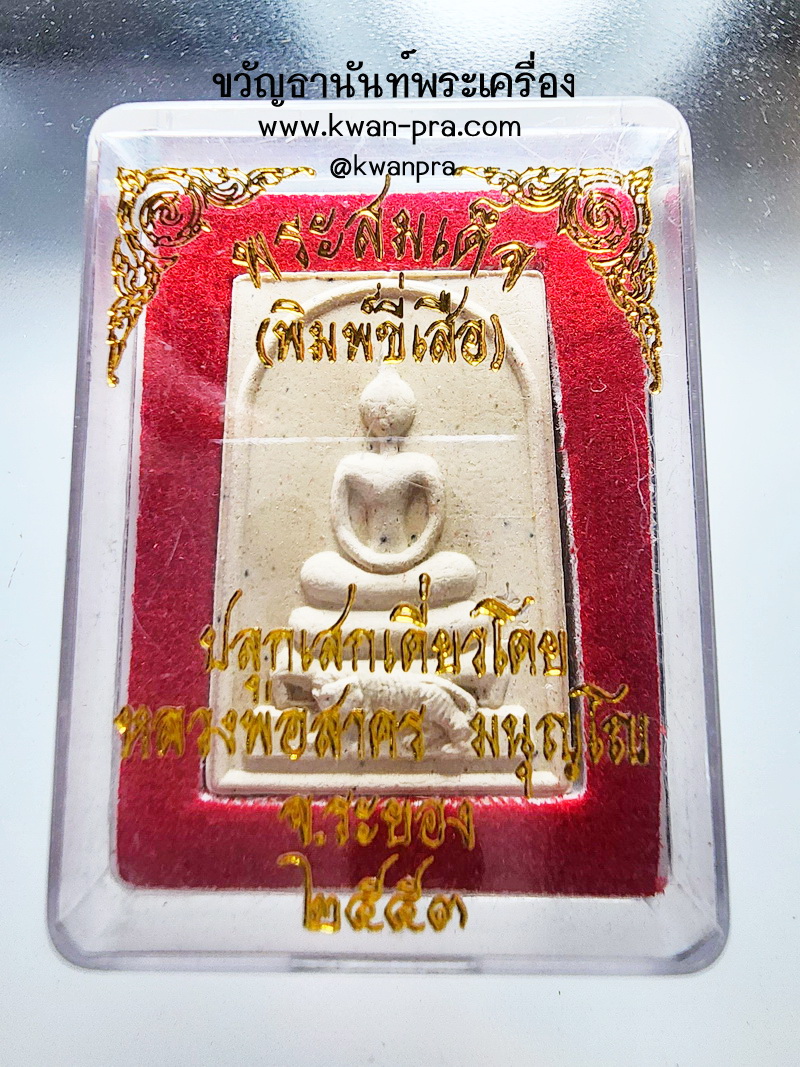 ขวัญธานันท์พระเครื่อง
www.kwan-pra.com
@kwanpra
พระสมเด็จ
(พิมพ์ขี่เสือ)
ปลุกเสกเดี่ยวโดย
หลวงพ่อสาคร มนุญฺโญ
จ.ระยอง
๒๕๕๓